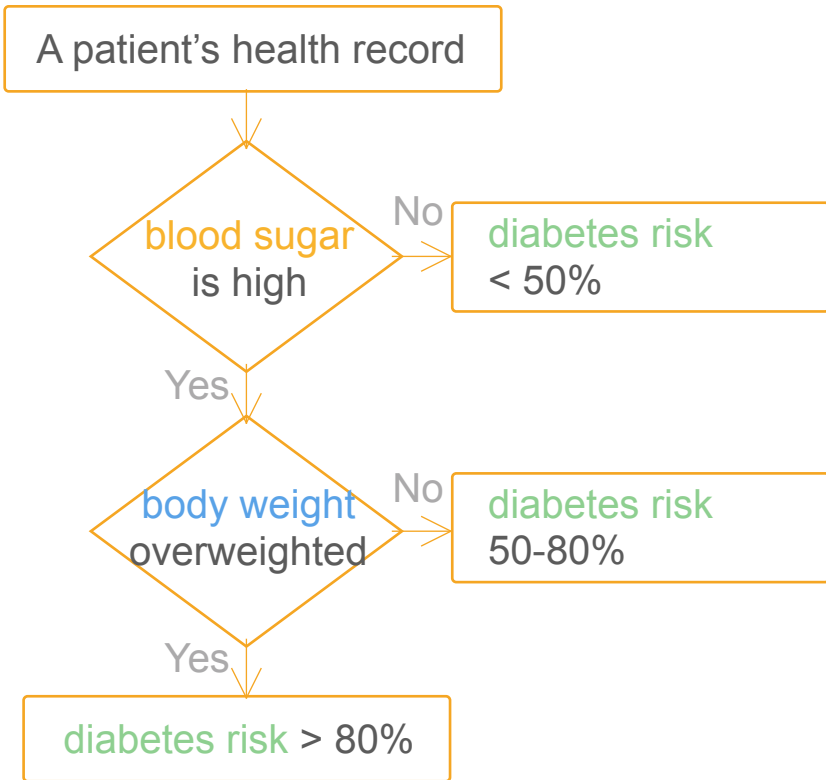 A patient’s health record
blood sugar
is high
No
diabetes risk
< 50%
Yes
body weight
overweighted
No
diabetes risk
50-80%
Yes
diabetes risk > 80%